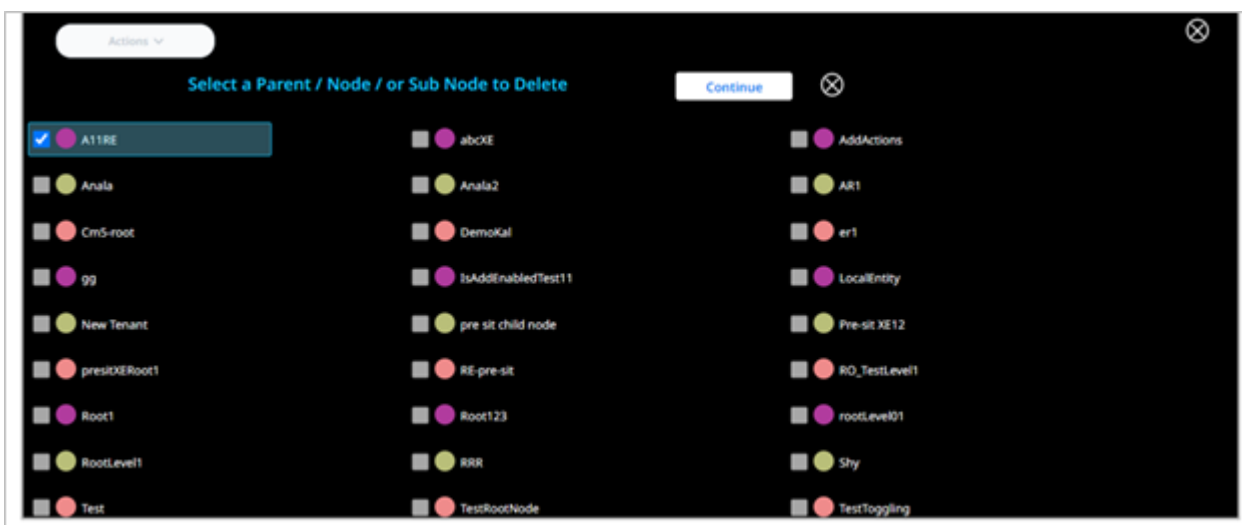 Actions
Select a Parent / Node / or Sub Node to Delete Continue
A11RE abcXE AddActions
Anala Anala2 AR1
Cm5-root DemoKal er1
gg IsAddEnabledTest11 LocalEntity
New Tenant pre sit child node Pre-sit XE12
presitXERoot1 RE-pre-sit RO_TestLevel1
Root1 Root123 rootLevel01
RootLevel1 RRR Shy
Test TestRootNode TestToggling